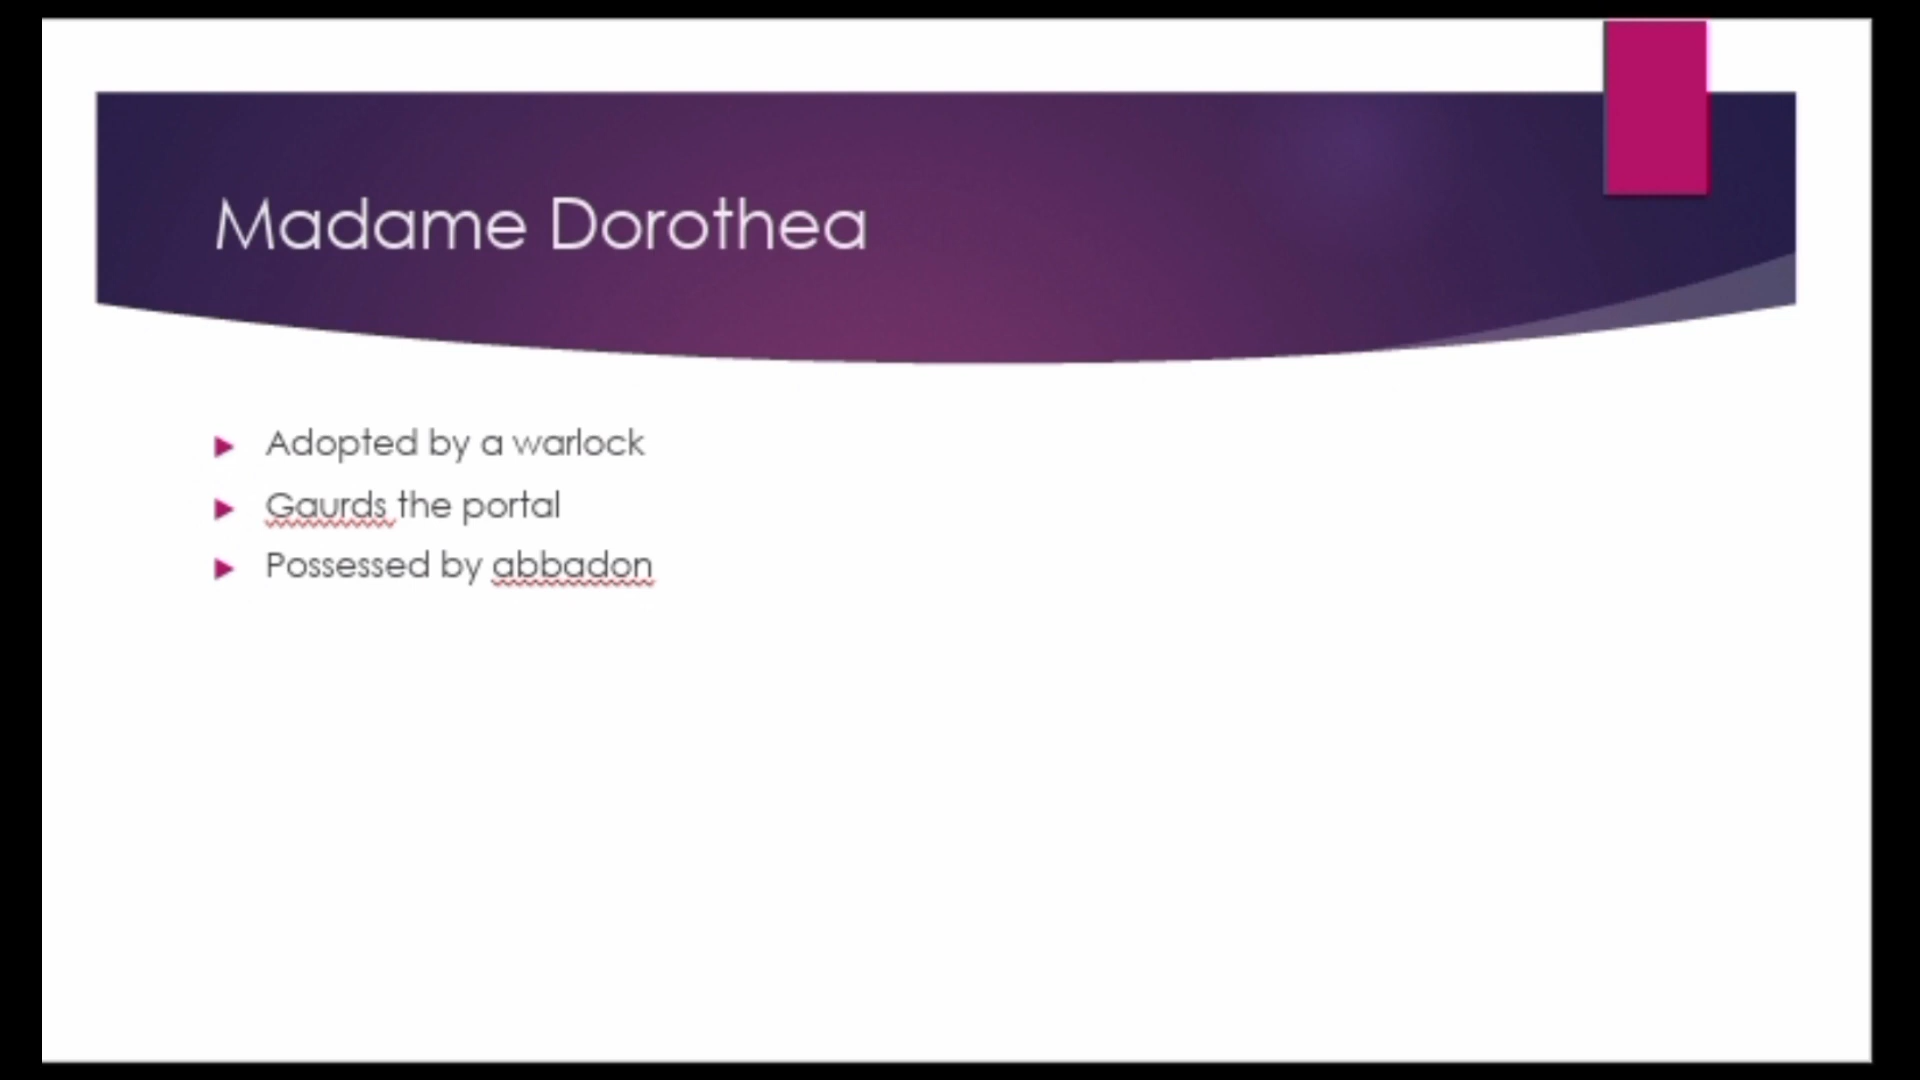 Madame Dorothea
Adopted by a warlock
Gaurds the portal
Possessed by abbadon